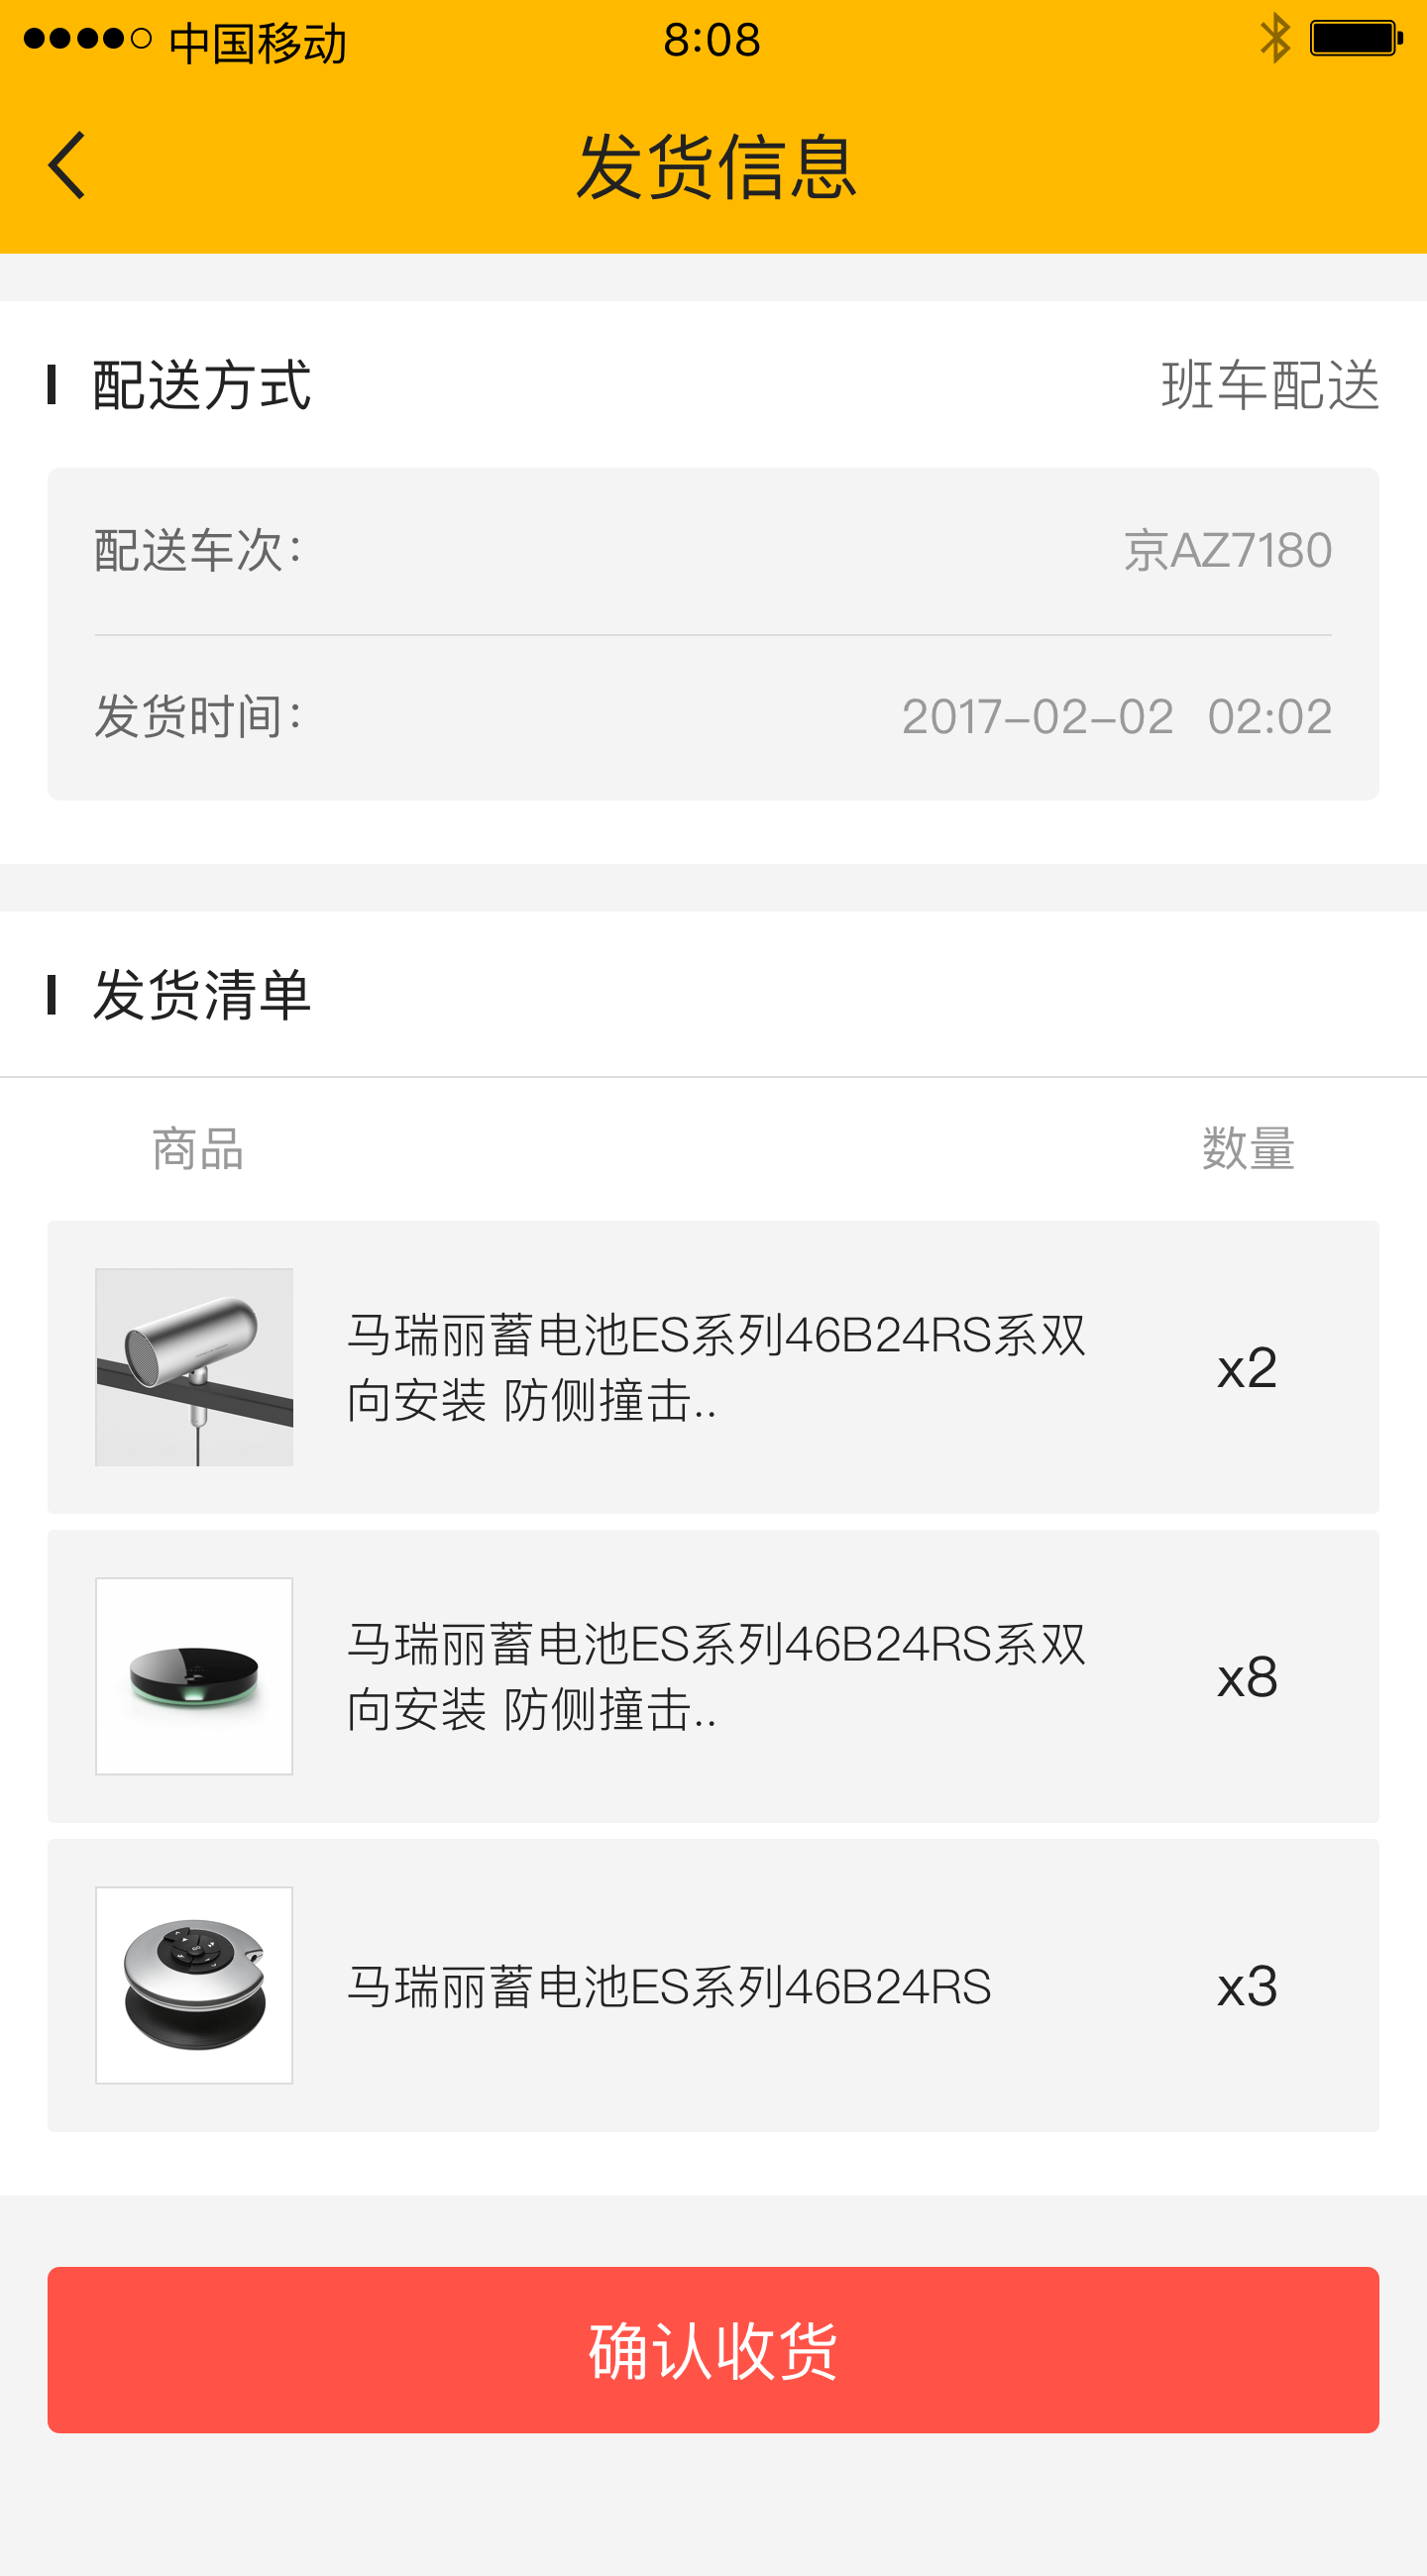 中国移动 8:08
发货信息
配送方式 班车配送
配送车次: 京AZ7180
发货时间: 2017-02-02 02:02
发货清单
商品 数量
马瑞丽蓄电池ES系列46B24RS系双
向安装 防侧撞击..
x2
马瑞丽蓄电池ES系列46B24RS系双
向安装 防侧撞击..
x8
马瑞丽蓄电池ES系列46B24RS x3
确认收货